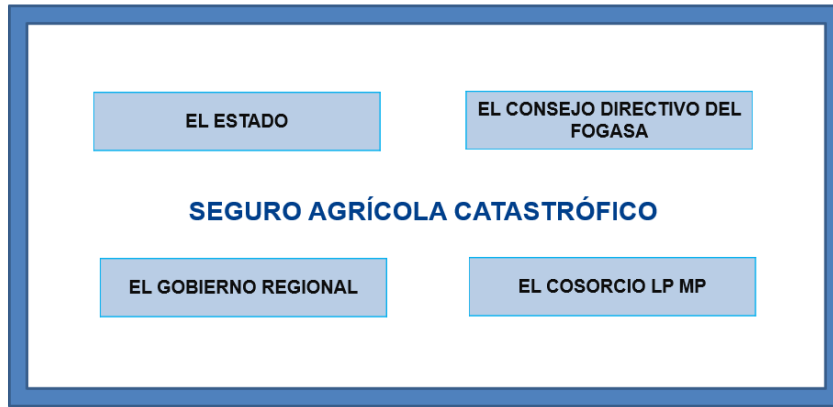 EL ESTADO
EL CONSEJO DIRECTIVO DEL
FOGASA
SEGURO AGRÍCOLA CATASTRÓFICO
EL GOBIERNO REGIONAL
EL COSORCIO LP MP